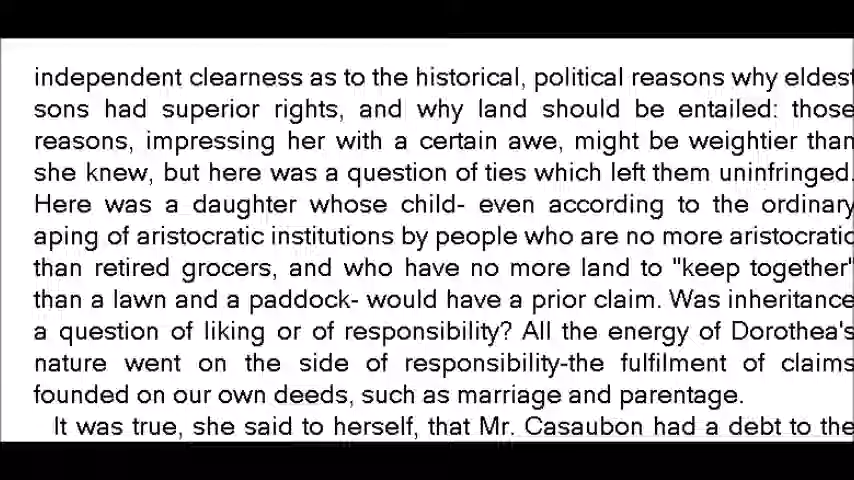 independent clearness as to the historical, political reasons why eldest
sons had superior rights, and why land should be entailed: those
reasons, impressing her with a certain awe, might be weightier than
she knew, but here was a question of ties which left them uninfringed.
Here was a daughter whose child- even according to the ordinary
aping of aristocratic institutions by people who are no more aristocratic
than retired grocers, and who have no more land to "keep together"
than a lawn and a paddock- would have a prior claim. Was inheritance
a question of liking or of responsibility? All the energy of Dorothea's
nature went on the side of responsibility-the fulfilment of claims
founded on our own deeds, such as marriage and parentage.
It was true, she said to herself, that Mr. Casaubon had a debt to the